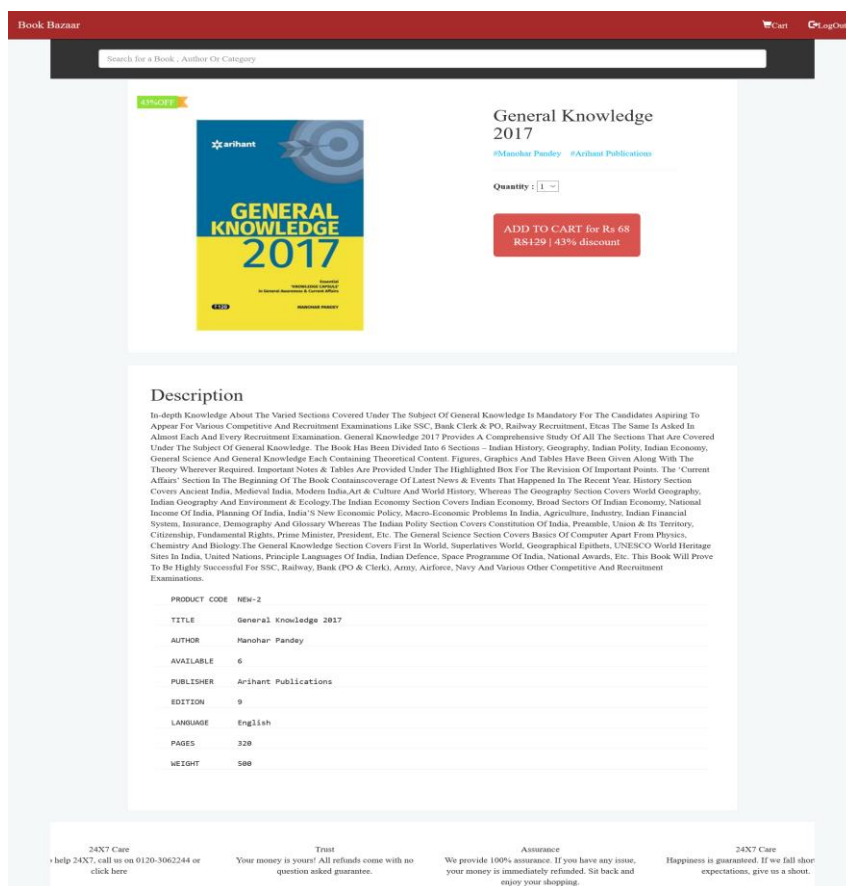 Book Bazaar
Cart
LogOut
Search for a Book , Author Or Category
43%OFF
arihant
GENERAL
KNOWLEDGE
2017
Essential
'KNOWLEDGE CAPSULE'
in General Awareness & Current Affairs
₹120
MANOHAR PANDEY
General Knowledge
2017
#Manohar Pandey #Arihant Publications
Quantity : 1
ADD TO CART for Rs 68
RS129 | 43% discount
Description
In-depth Knowledge About The Varied Sections Covered Under The Subject Of General Knowledge Is Mandatory For The Candidates Aspiring To
Appear For Various Competitive And Recruitment Examinations Like SSC, Bank Clerk & PO, Railway Recruitment, Etcas The Same Is Asked In
Almost Each And Every Recruitment Examination. General Knowledge 2017 Provides A Comprehensive Study Of All The Sections That Are Covered
Under The Subject Of General Knowledge. The Book Has Been Divided Into 6 Sections – Indian History, Geography, Indian Polity, Indian Economy,
General Science And General Knowledge Each Containing Theoretical Content. Figures, Graphics And Tables Have Been Given Along With The
Theory Wherever Required. Important Notes & Tables Are Provided Under The Highlighted Box For The Revision Of Important Points. The 'Current
Affairs' Section In The Beginning Of The Book Containscoverage Of Latest News & Events That Happened In The Recent Year. History Section
Covers Ancient India, Medieval India, Modern India,Art & Culture And World History, Whereas The Geography Section Covers World Geography,
Indian Geography And Environment & Ecology.The Indian Economy Section Covers Indian Economy, Broad Sectors Of Indian Economy, National
Income Of India, Planning Of India, India'S New Economic Policy, Macro-Economic Problems In India, Agriculture, Industry, Indian Financial
System, Insurance, Demography And Glossary Whereas The Indian Polity Section Covers Constitution Of India, Preamble, Union & Its Territory,
Citizenship, Fundamental Rights, Prime Minister, President, Etc. The General Science Section Covers Basics Of Computer Apart From Physics,
Chemistry And Biology.The General Knowledge Section Covers First In World, Superlatives World, Geographical Epithets, UNESCO World Heritage
Sites In India, United Nations, Principle Languages Of India, Indian Defence, Space Programme Of India, National Awards, Etc. This Book Will Prove
To Be Highly Successful For SSC, Railway, Bank (PO & Clerk), Army, Airforce, Navy And Various Other Competitive And Recruitment
Examinations.
PRODUCT CODE NEW-2
TITLE General Knowledge 2017
AUTHOR Manohar Pandey
AVAILABLE 6
PUBLISHER Arihant Publications
EDITION 9
LANGUAGE English
PAGES 320
WEIGHT 500
24X7 Care
help 24X7, call us on 0120-3062244 or
click here
Trust
Your money is yours! All refunds come with no
question asked guarantee.
Assurance
We provide 100% assurance. If you have any issue,
your money is immediately refunded. Sit back and
enjoy your shopping.
24X7 Care
Happiness is guaranteed. If we fall shor
expectations, give us a shout.